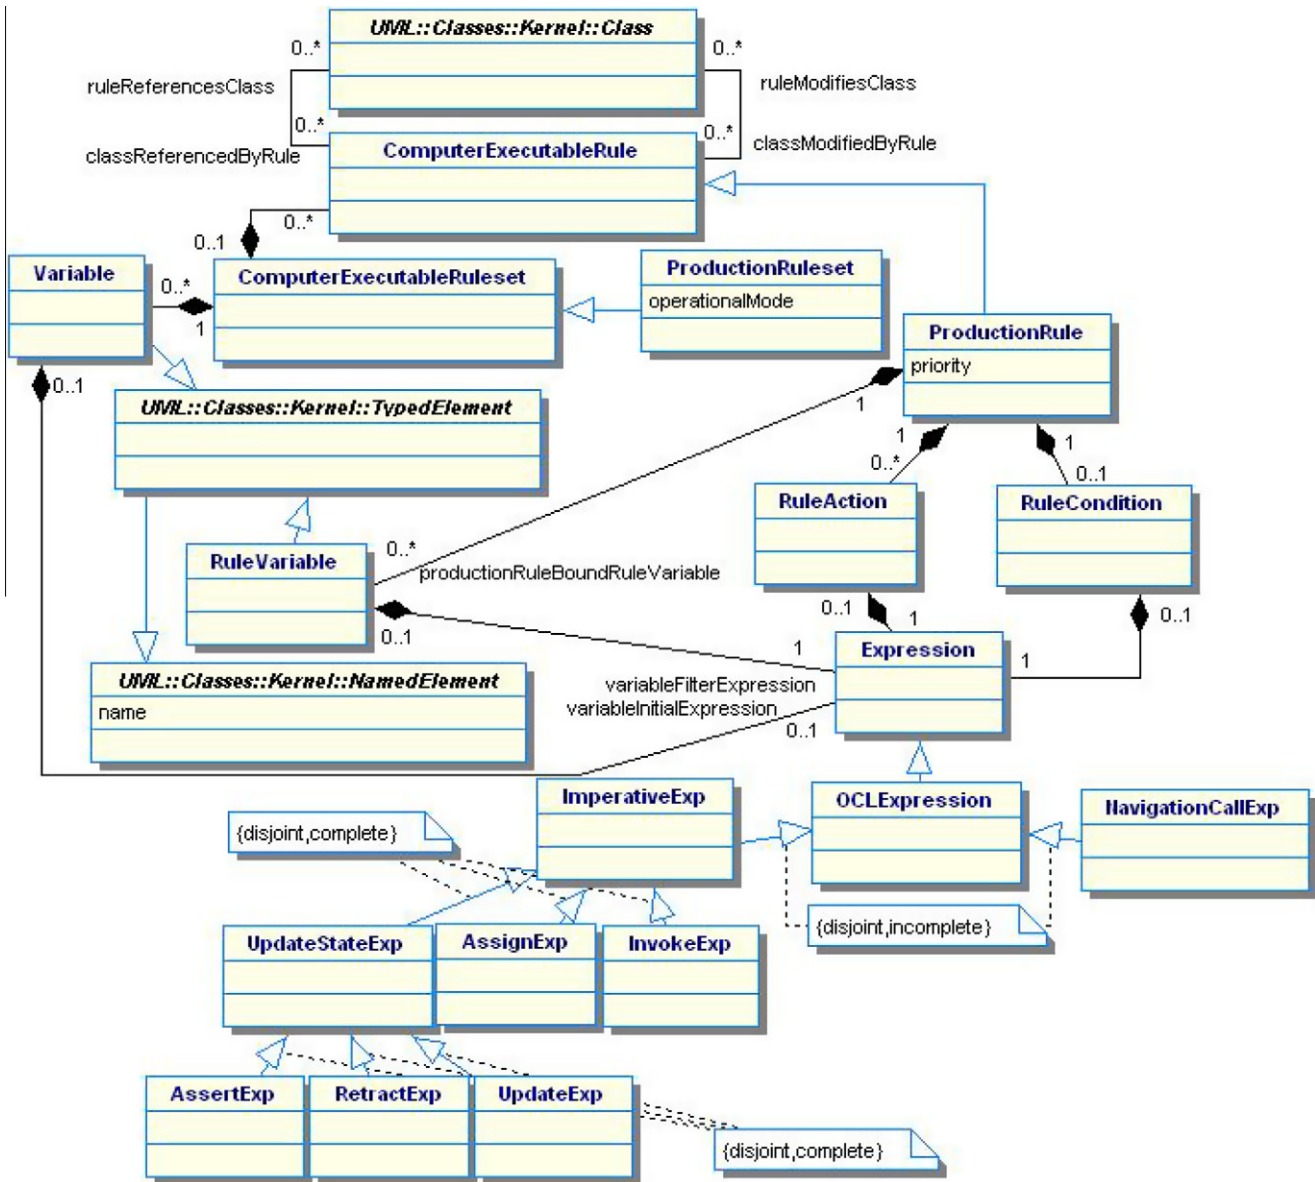 UML::Classes::Kernel::Class
0..*
0..*
ruleReferencesClass
ruleModifiesClass
0..*
0..*
classReferencedByRule
ComputerExecutableRule
classModifiedByRule
0..*
0..1
Variable
0..*
1
ComputerExecutableRuleset
ProductionRuleset
operationalMode
ProductionRule
priority
0..1
1
UML::Classes::Kernel::TypedElement
1
0..*
1
0..1
RuleAction
RuleCondition
RuleVariable
0..*
productionRuleBoundRuleVariable
0..1
0..1
1
0..1
1
Expression
1
UML::Classes::Kernel::NamedElement
name
variableFilterExpression
variableInitialExpression
0..1
ImperativeExp
OCLExpression
NavigationCallExp
{disjoint,complete}
{disjoint,incomplete}
UpdateStateExp
AssignExp
InvokeExp
AssertExp
RetractExp
UpdateExp
{disjoint,complete}